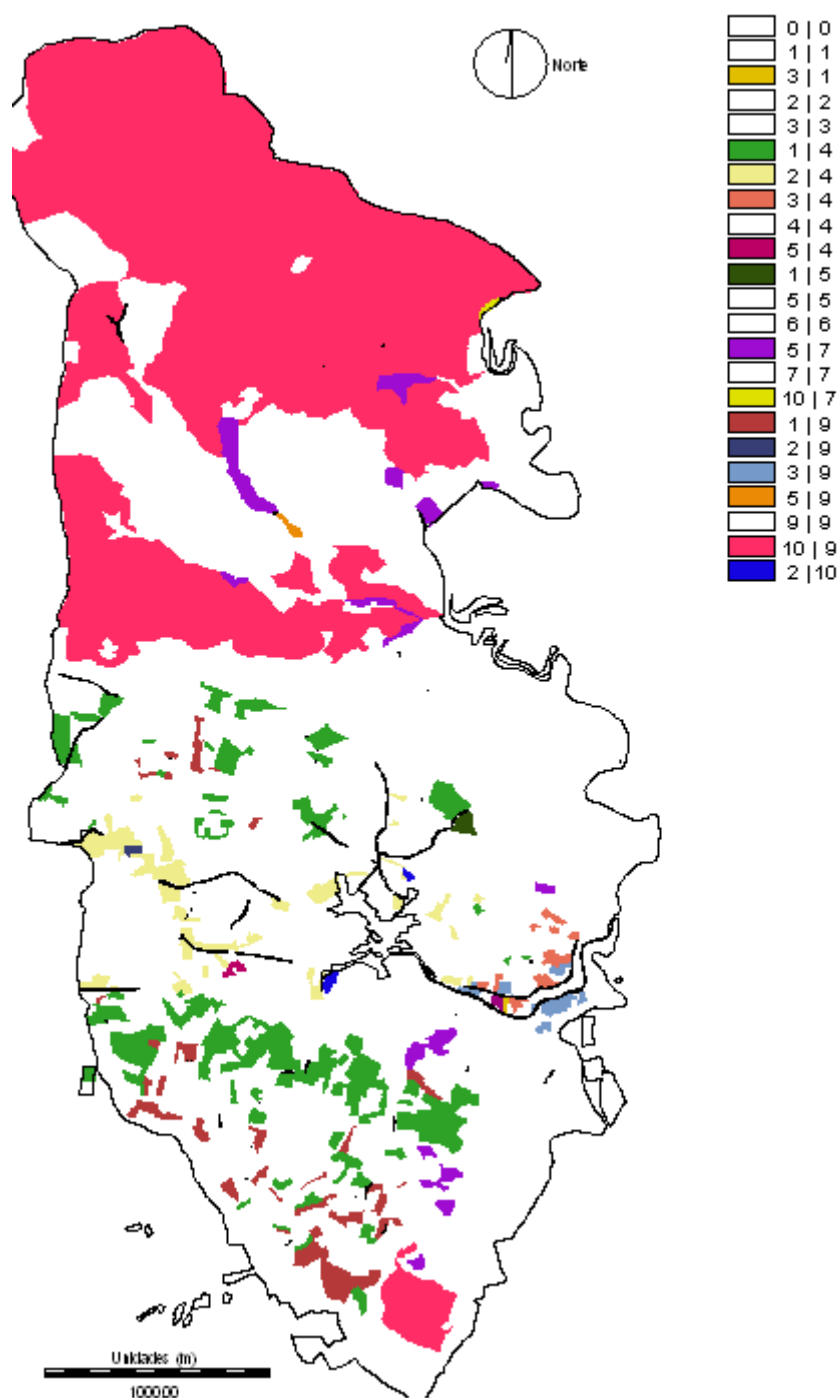 0 | 0
1 | 1
3 | 1
2 | 2
3 | 3
1 | 4
2 | 4
3 | 4
4 | 4
5 | 4
1 | 5
5 | 5
6 | 6
5 | 7
7 | 7
10 | 7
1 | 9
2 | 9
3 | 9
5 | 9
9 | 9
10 | 9
2 | 10
Norte
Unidades (m)
10000.00